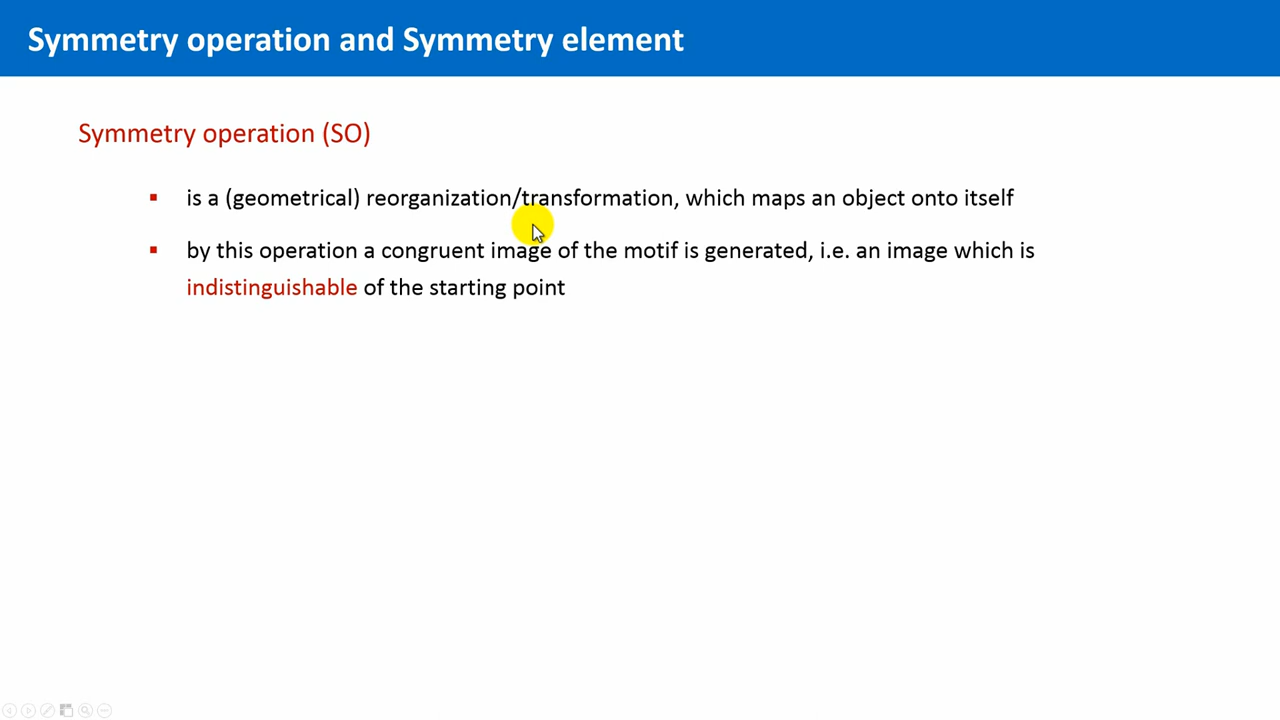 Symmetry operation and Symmetry element
Symmetry operation (SO)
is a (geometrical) reorganization/transformation, which maps an object onto itself
by this operation a congruent image of the motif is generated, i.e. an image which is
indistinguishable of the starting point